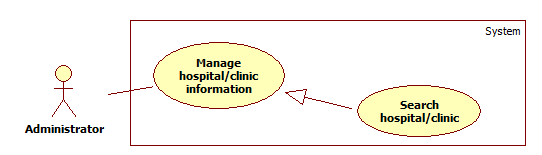 System
Manage
hospital/clinic
information
Search
hospital/clinic
Administrator